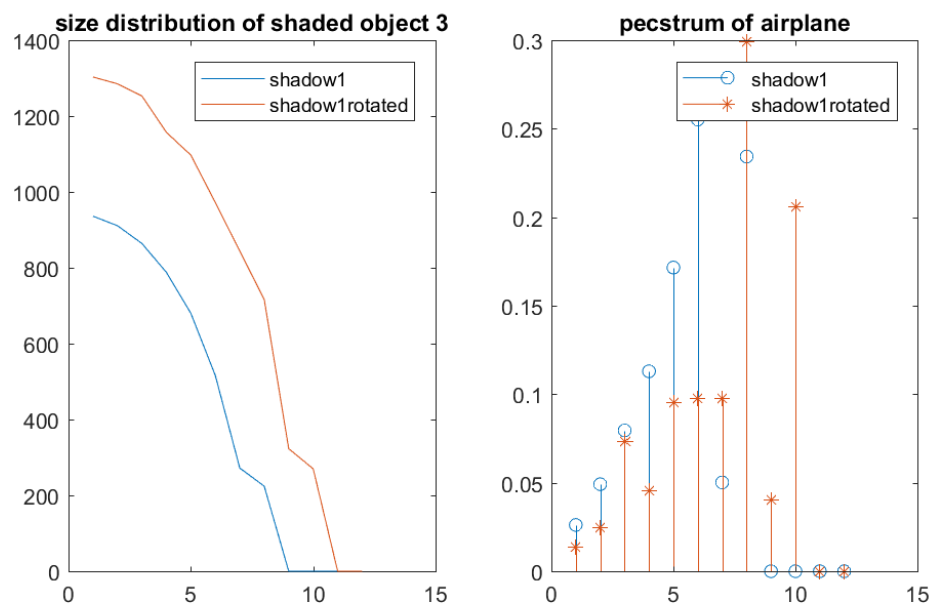 size distribution of shaded object 3
1400
1200
1000
800
600
400
200
0
0 5 10 15
shadow1
shadow1rotated
pecstrum of airplane
0.3
0.25
0.2
0.15
0.1
0.05
0
0 5 10 15
shadow1
shadow1rotated